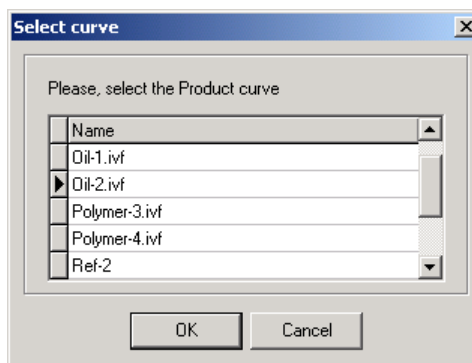 Select curve
Please, select the Product curve
Name
Oil-1.ivf
Oil-2.ivf
Polymer-3.ivf
Polymer-4.ivf
Ref-2
OK Cancel